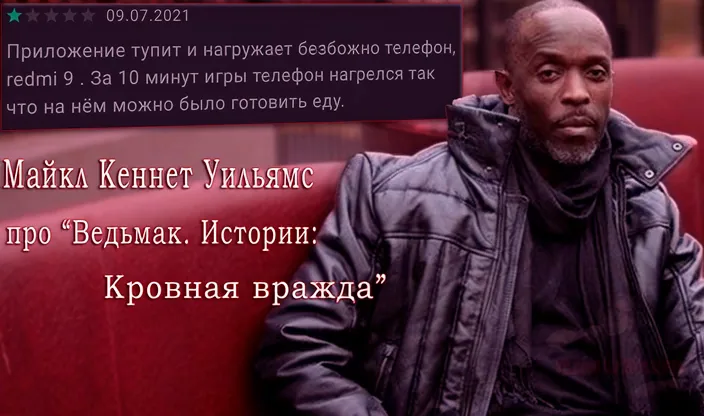 09.07.2021
Приложение тупит и нагружает безбожно телефон,
redmi 9 . За 10 минут игры телефон нагрелся так
что на нём можно было готовить еду.
Майкл Кеннет Уильямс
про “Ведьмак. Истории:
Кровная вражда”